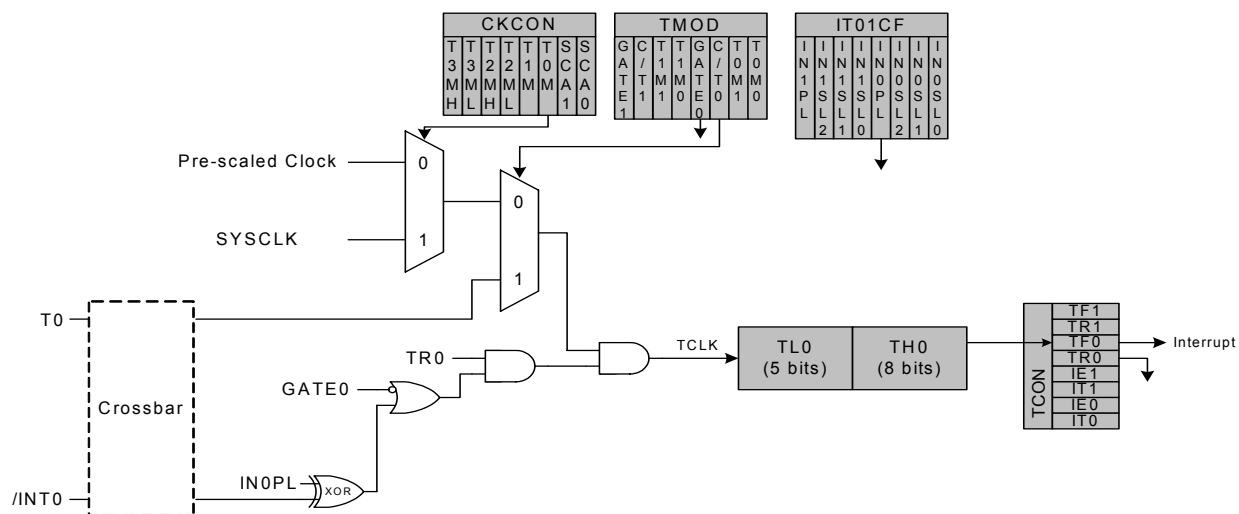 CKCON
T3MH
T3ML
T2MH
T2ML
T1M
T0M
SCA1
SCA0
TMOD
GATE1
C/T1
T1M1
T1M0
GATE0
C/T0
T0M1
T0M0
IT01CF
IN1PL
IN1SL2
IN1SL1
IN1SL0
IN0PL
IN0SL2
IN0SL1
IN0SL0
Pre-scaled Clock
0
SYSCLK
1
0
1
T0
Crossbar
/INT0
TR0
GATE0
IN0PL
XOR
TCLK
TL0
(5 bits)
TH0
(8 bits)
TCON
TF1
TR1
TF0
TR0
IE1
IT1
IE0
IT0
Interrupt